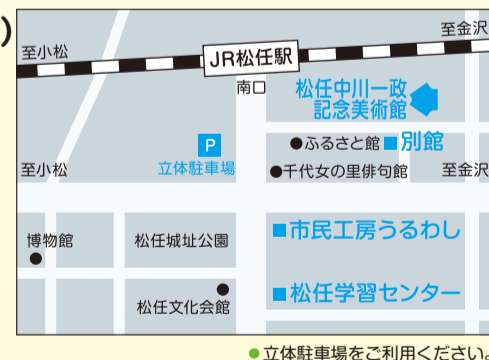 )
至金沢
至小松
JR松任駅
南口
松任中川一政
記念美術館
P
●ふるさと館 ■別館
立体駐車場
至小松
●千代女の里俳句館
至金沢
博物館
松任城址公園
■市民工房うるわし
松任文化会館
■松任学習センター
●立体駐車場をご利用ください。